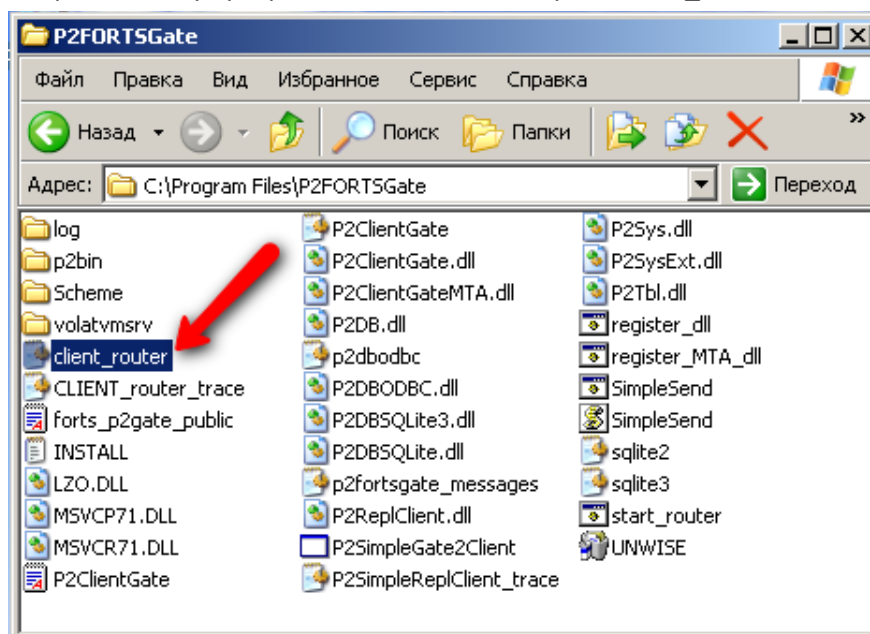 P2FORTSGate
Файл Правка Вид Избранное Сервис Справка
Назад Поиск Папки »
Адрес: C:\Program Files\P2FORTSGate Переход
log
p2bin
Scheme
volatvmsrv
client_router
CLIENT_router_trace
forts_p2gate_public
INSTALL
LZO.DLL
MSVCP71.DLL
MSVCR71.DLL
P2ClientGate
P2ClientGate
P2ClientGate.dll
P2ClientGateMTA.dll
P2DB.dll
p2dbodbc
P2DBODBC.dll
P2DBSQLite3.dll
P2DBSQLite.dll
p2fortsgate_messages
P2ReplClient.dll
P2SimpleGate2Client
P2SimpleReplClient_trace
P2Sys.dll
P2SysExt.dll
P2Tbl.dll
register_dll
register_MTA_dll
SimpleSend
SimpleSend
sqlite2
sqlite3
start_router
UNWISE